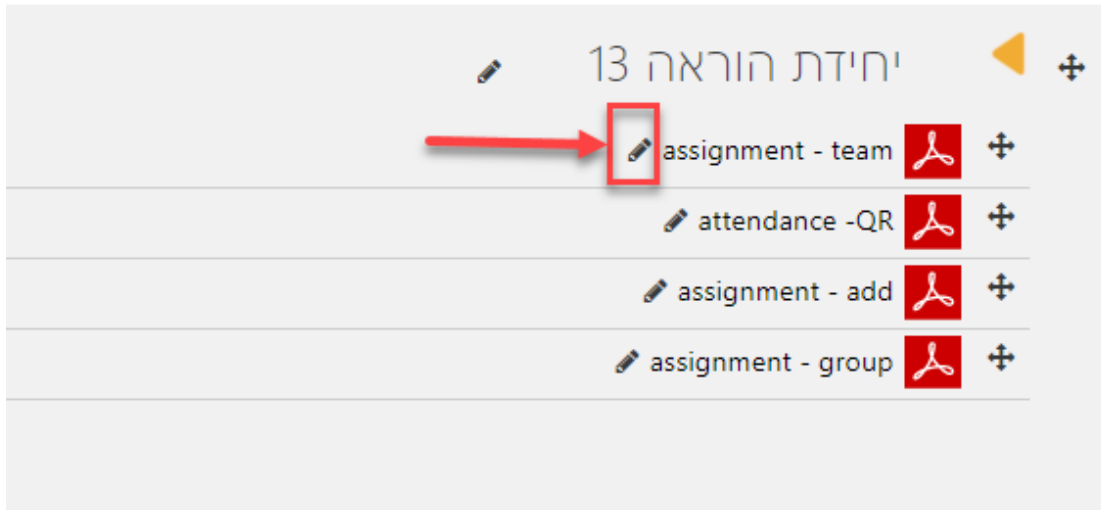 יחידת הוראה 13
assignment - team
attendance -QR
assignment - add
assignment - group